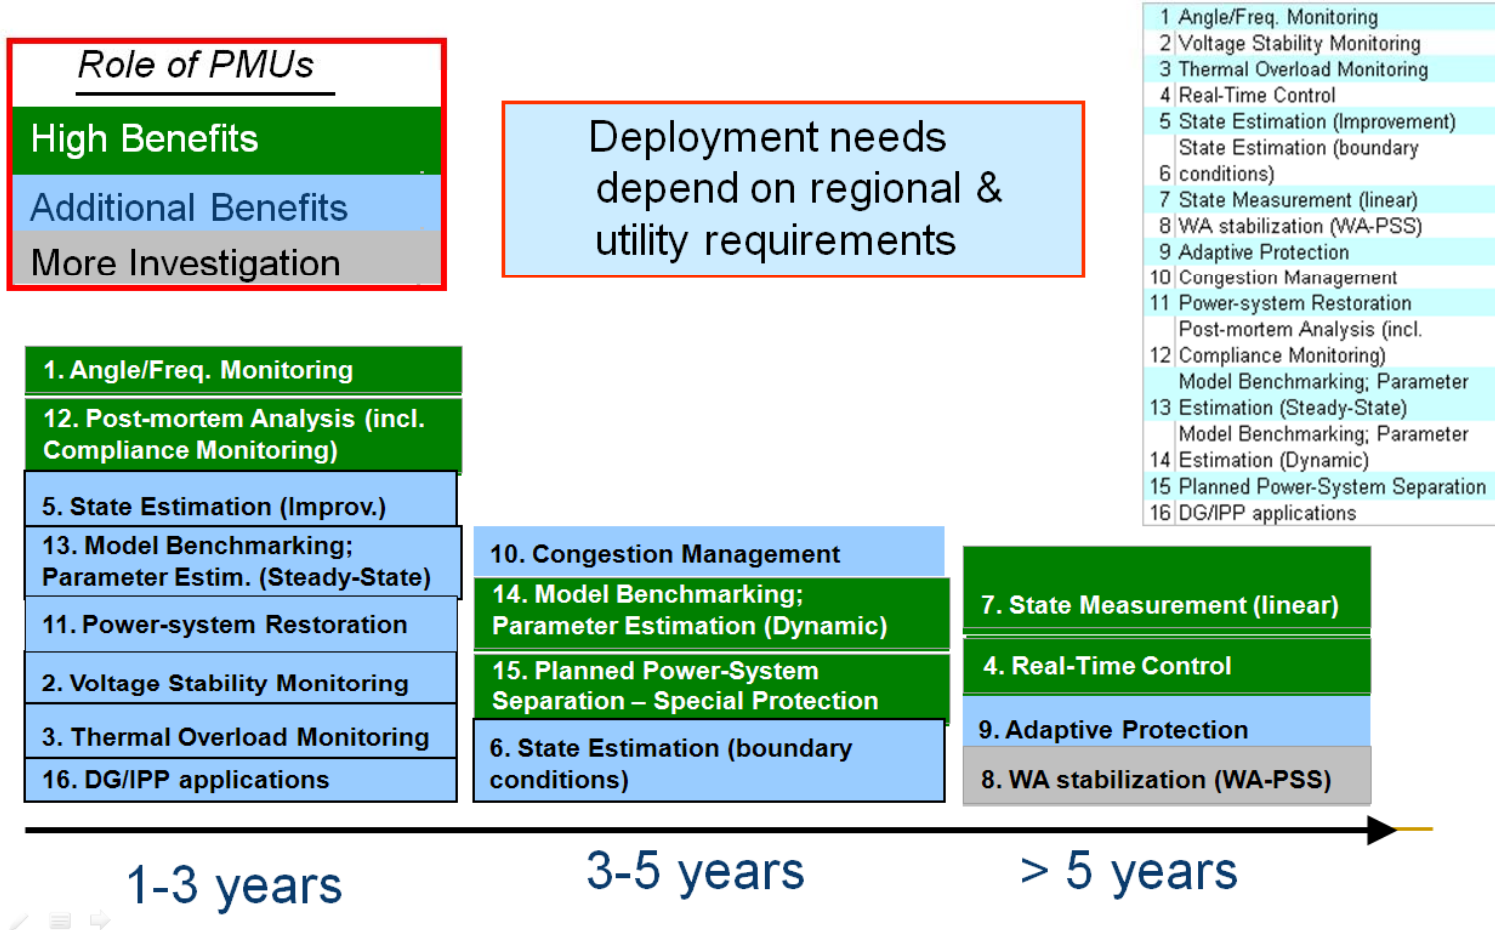 Role of PMUs
High Benefits
Additional Benefits
More Investigation
Deployment needs
depend on regional &
utility requirements
1 Angle/Freq. Monitoring
2 Voltage Stability Monitoring
3 Thermal Overload Monitoring
4 Real-Time Control
5 State Estimation (Improvement)
State Estimation (boundary
6 conditions)
7 State Measurement (linear)
8 WA stabilization (WA-PSS)
9 Adaptive Protection
10 Congestion Management
11 Power-system Restoration
Post-mortem Analysis (incl.
12 Compliance Monitoring)
Model Benchmarking; Parameter
13 Estimation (Steady-State)
Model Benchmarking; Parameter
14 Estimation (Dynamic)
15 Planned Power-System Separation
16 DG/IPP applications
1. Angle/Freq. Monitoring
12. Post-mortem Analysis (incl.
Compliance Monitoring)
5. State Estimation (Improv.)
13. Model Benchmarking;
Parameter Estim. (Steady-State)
11. Power-system Restoration
2. Voltage Stability Monitoring
3. Thermal Overload Monitoring
16. DG/IPP applications
10. Congestion Management
14. Model Benchmarking;
Parameter Estimation (Dynamic)
15. Planned Power-System
Separation – Special Protection
6. State Estimation (boundary
conditions)
7. State Measurement (linear)
4. Real-Time Control
9. Adaptive Protection
8. WA stabilization (WA-PSS)
1-3 years
3-5 years
> 5 years